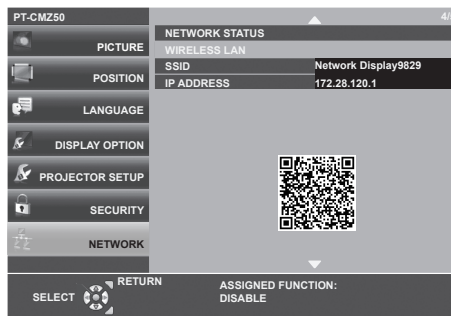 PT-CMZ50
4/
PICTURE
POSITION
LANGUAGE
DISPLAY OPTION
PROJECTOR SETUP
SECURITY
NETWORK
NETWORK STATUS
WIRELESS LAN
SSID Network Display9829
IP ADDRESS 172.28.120.1
SELECT
RETURN
ASSIGNED FUNCTION:
DISABLE